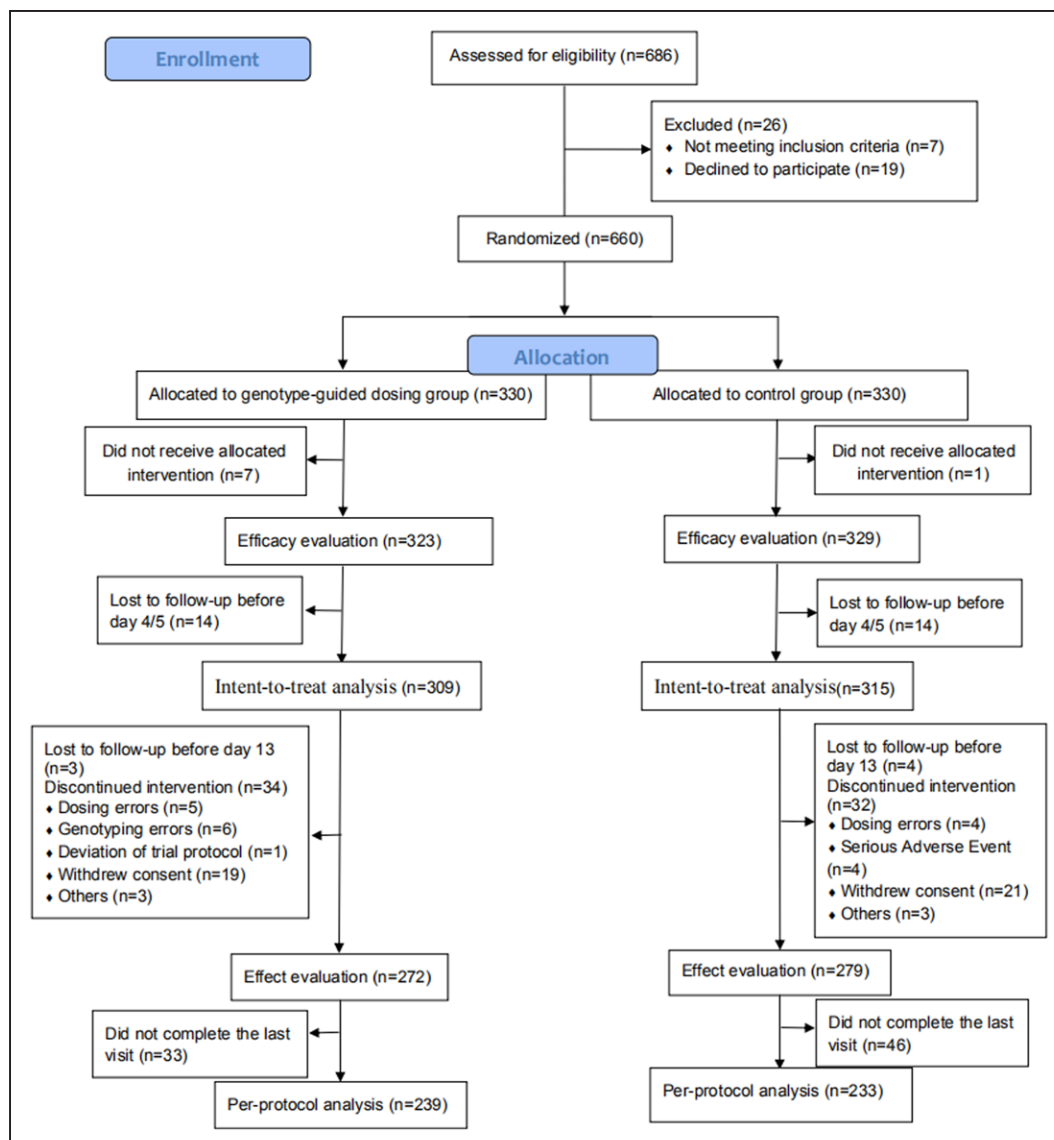 Enrollment
Assessed for eligibility (n=686)
Excluded (n=26)
♦ Not meeting inclusion criteria (n=7)
♦ Declined to participate (n=19)
Randomized (n=660)
Allocation
Allocated to genotype-guided dosing group (n=330)
Did not receive allocated
intervention (n=7)
Efficacy evaluation (n=323)
Lost to follow-up before
day 4/5 (n=14)
Intent-to-treat analysis (n=309)
Lost to follow-up before day 13
(n=3)
Discontinued intervention (n=34)
♦ Dosing errors (n=5)
♦ Genotyping errors (n=6)
♦ Deviation of trial protocol (n=1)
♦ Withdrew consent (n=19)
♦ Others (n=3)
Effect evaluation (n=272)
Did not complete the last
visit (n=33)
Per-protocol analysis (n=239)
Allocated to control group (n=330)
Did not receive allocated
intervention (n=1)
Efficacy evaluation (n=329)
Lost to follow-up before
day 4/5 (n=14)
Intent-to-treat analysis(n=315)
Lost to follow-up before
day 13 (n=4)
Discontinued intervention
(n=32)
♦ Dosing errors (n=4)
♦ Serious Adverse Event
(n=4)
♦ Withdrew consent (n=21)
♦ Others (n=3)
Effect evaluation (n=279)
Did not complete the last
visit (n=46)
Per-protocol analysis (n=233)